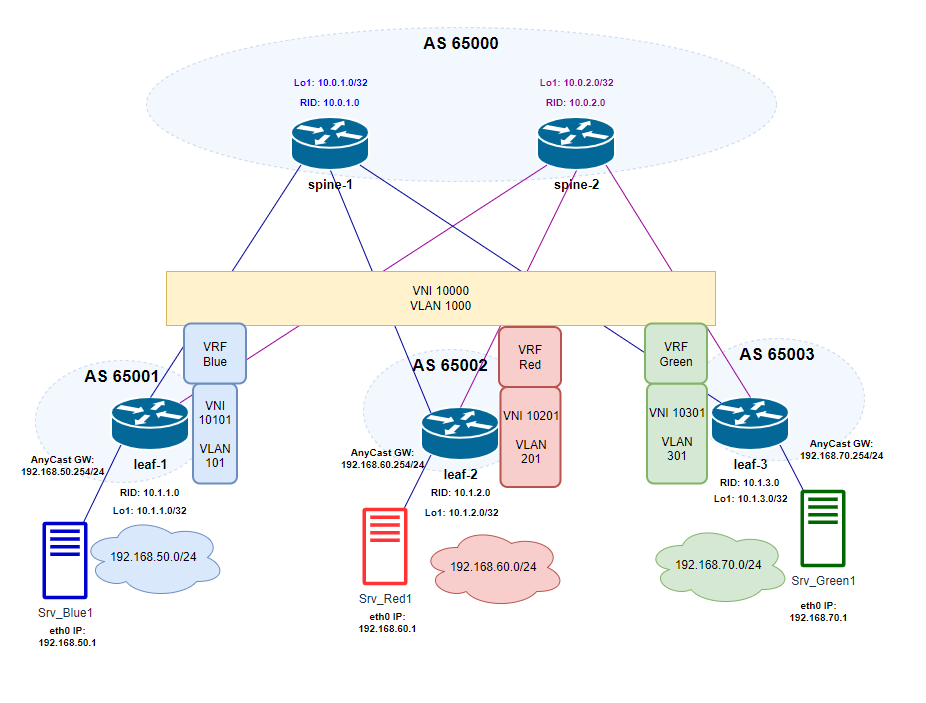 AS 65000
Lo1: 10.0.1.0/32
RID: 10.0.1.0
Lo1: 10.0.2.0/32
RID: 10.0.2.0
spine-1
spine-2
VNI 10000
VLAN 1000
VRF
Blue
VRF
Red
VRF
Green
AS 65001
AS 65002
AS 65003
VNI
10101
VLAN
101
VNI 10201
VLAN
201
VNI 10301
VLAN
301
AnyCast GW:
192.168.50.254/24
leaf-1
RID: 10.1.1.0
Lo1: 10.1.1.0/32
AnyCast GW:
192.168.60.254/24
leaf-2
RID: 10.1.2.0
Lo1: 10.1.2.0/32
AnyCast GW:
192.168.70.254/24
leaf-3
RID: 10.1.3.0
Lo1: 10.1.3.0/32
192.168.50.0/24
192.168.60.0/24
192.168.70.0/24
Srv_Blue1
eth0 IP:
192.168.50.1
Srv_Red1
eth0 IP:
192.168.60.1
Srv_Green1
eth0 IP:
192.168.70.1